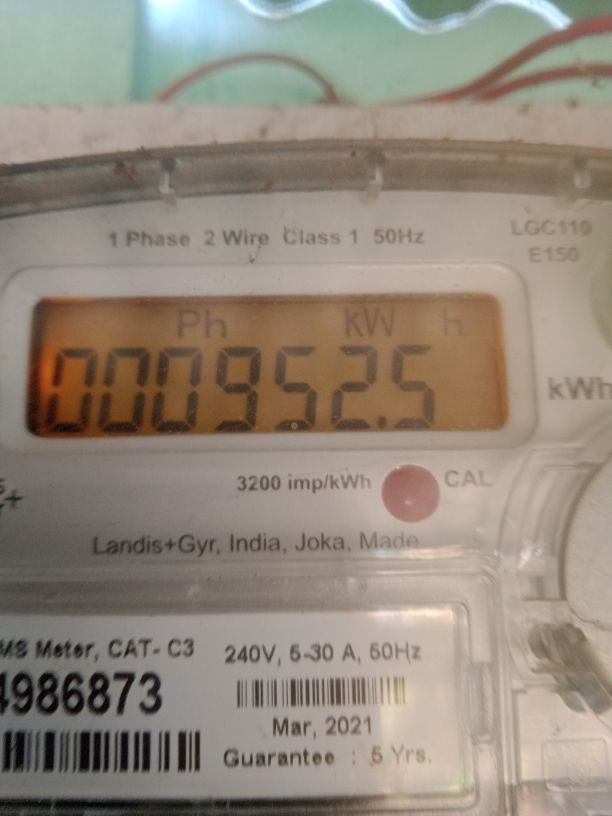 1 Phase 2 Wire Class 1 50Hz
LGC110
E150
Ph kW h
000952.5
kWh
3200 imp/kWh
CAL
Landis+Gyr, India, Joka, Made
MS Meter, CAT- C3
4986873
240V, 5-30 A, 50Hz
Mar, 2021
Guarantee : 5 Yrs.